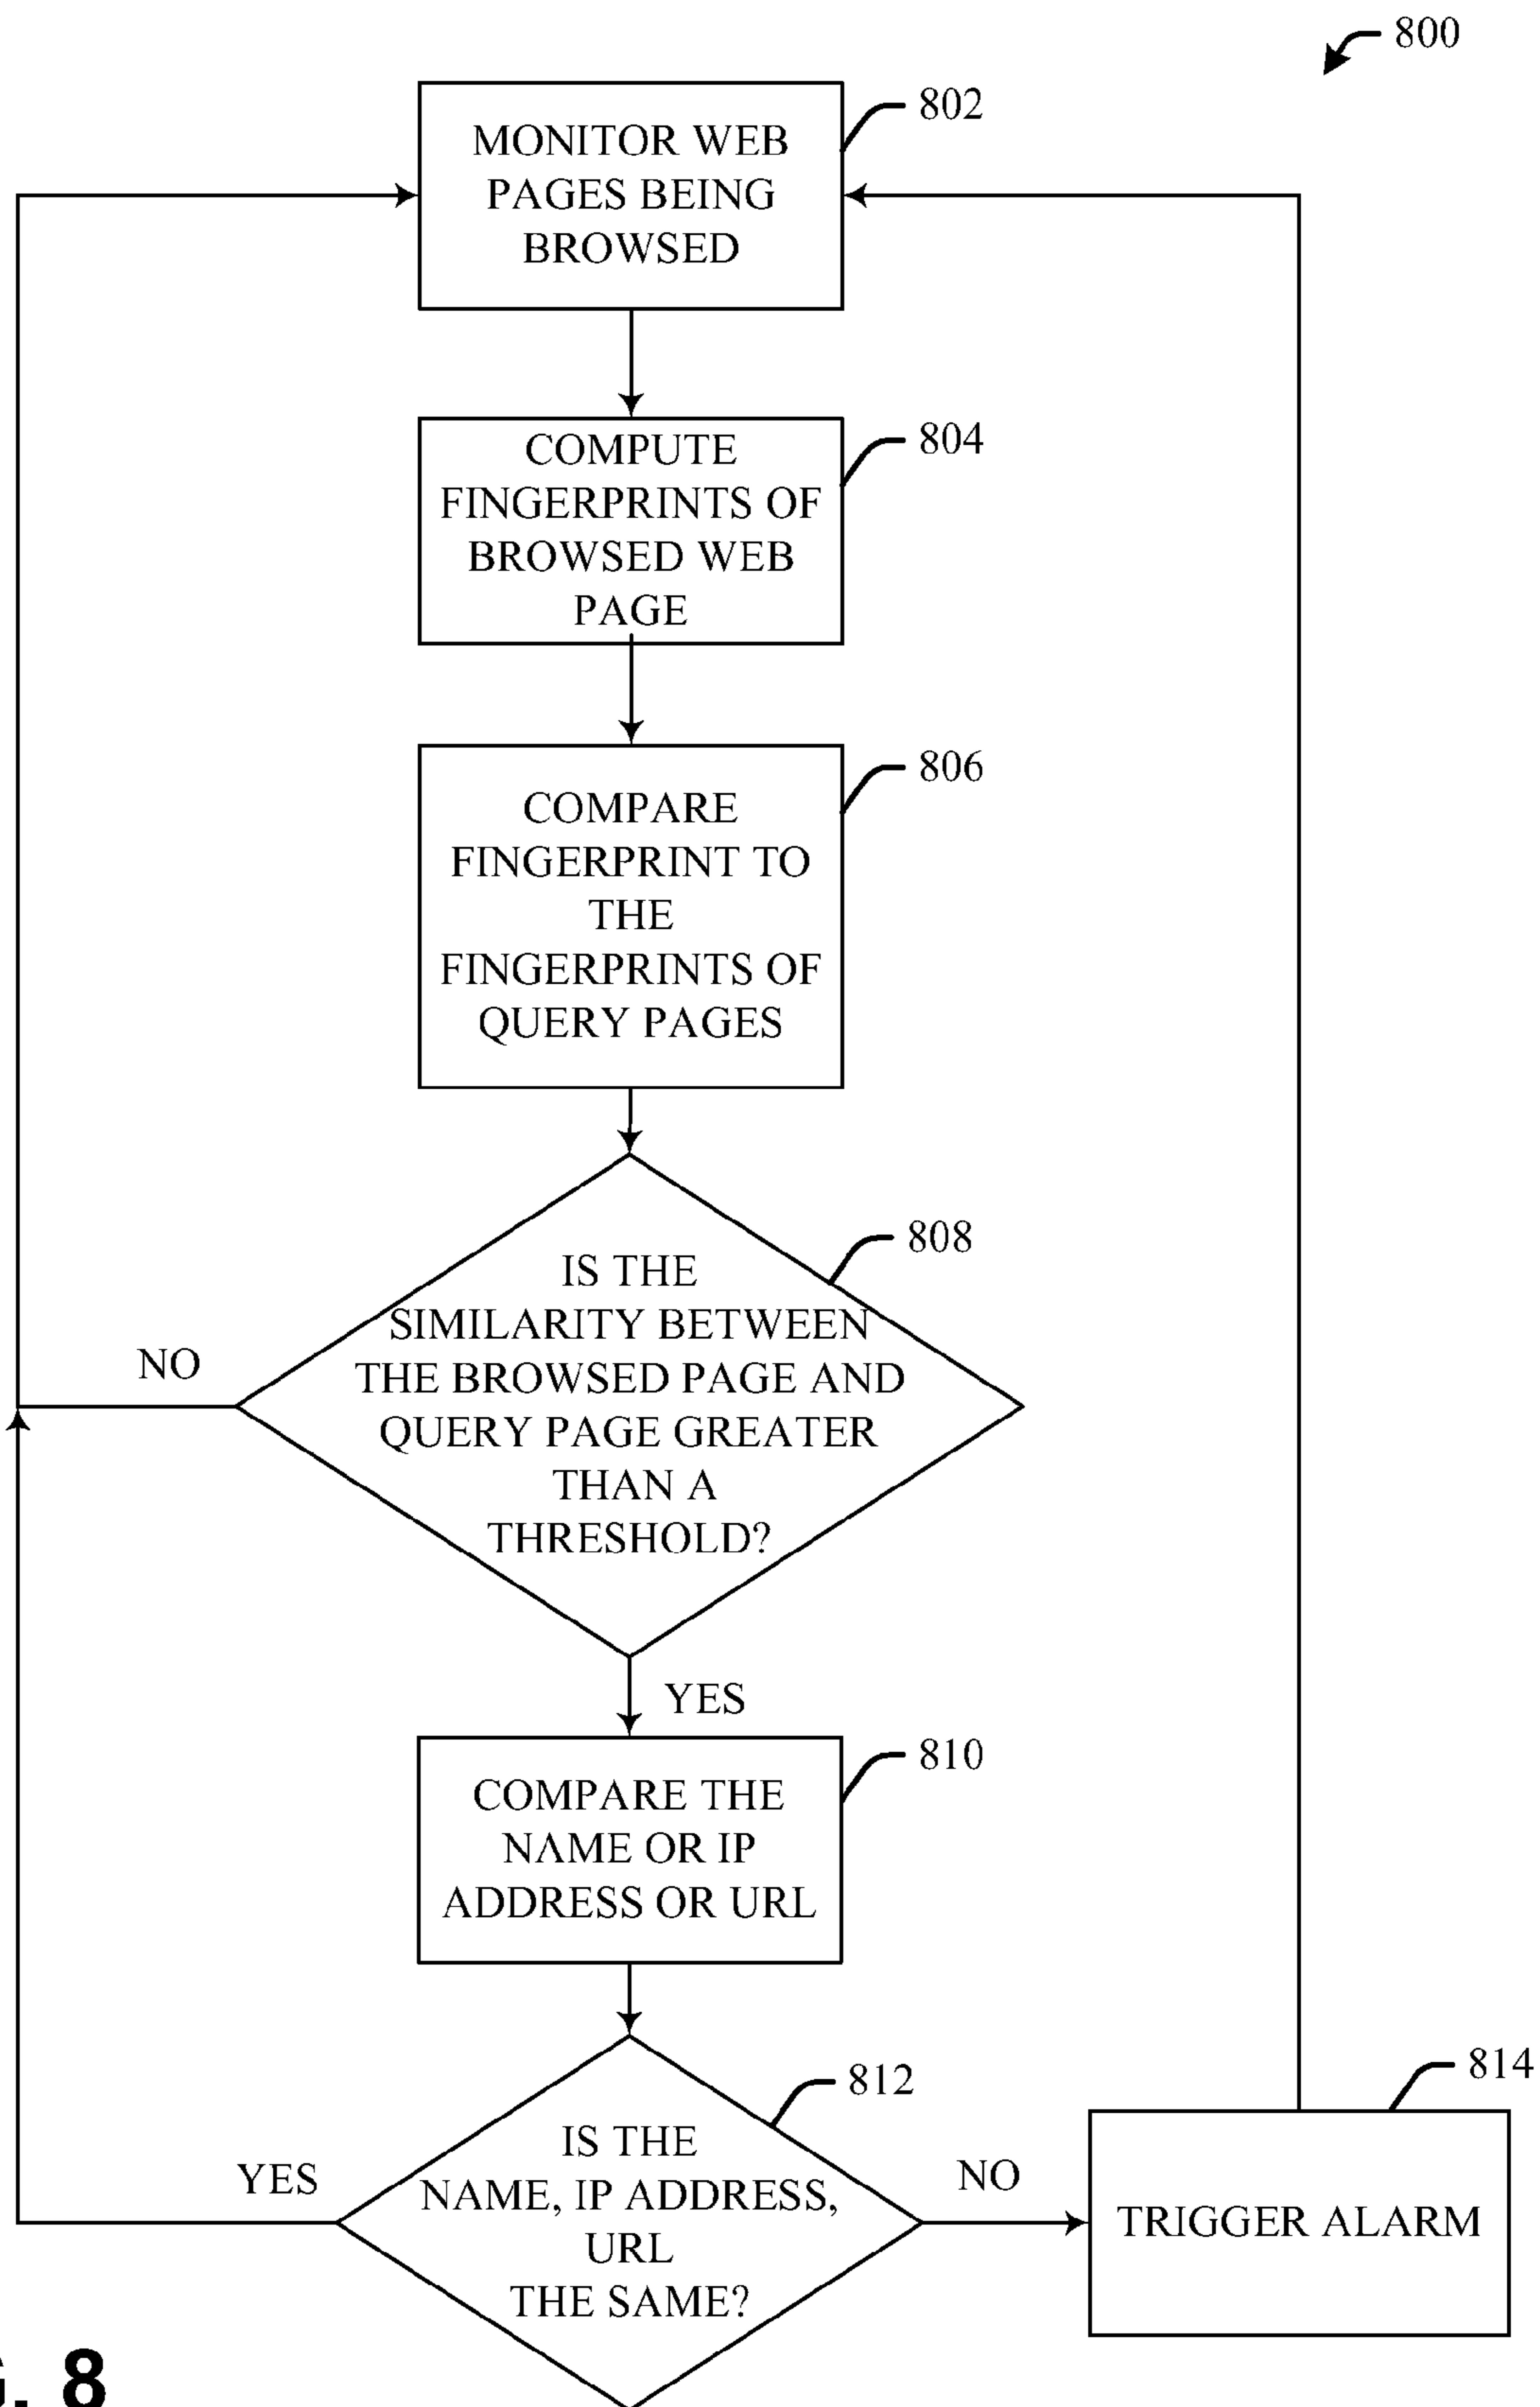 800
802
MONITOR WEB
PAGES BEING
BROWSED
804
COMPUTE
FINGERPRINTS OF
BROWSED WEB
PAGE
806
COMPARE
FINGERPRINT TO
THE
FINGERPRINTS OF
QUERY PAGES
808
IS THE
SIMILARITY BETWEEN
THE BROWSED PAGE AND
QUERY PAGE GREATER
THAN A
THRESHOLD?
NO
YES
810
COMPARE THE
NAME OR IP
ADDRESS OR URL
812
IS THE
NAME, IP ADDRESS,
URL
THE SAME?
YES
NO
814
TRIGGER ALARM
G. 8